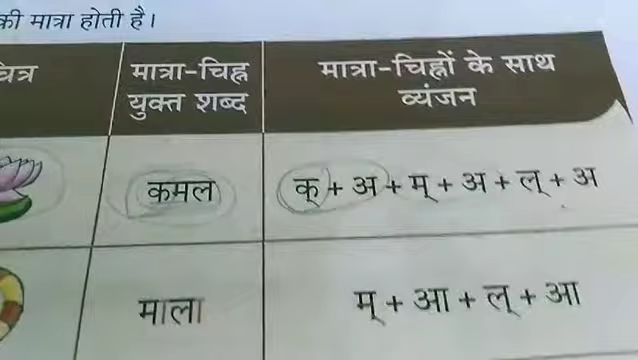 की मात्रा होती है।
चित्र
मात्रा-चिह्न
युक्त शब्द
मात्रा-चिह्नों के साथ
व्यंजन
कमल
क् + अ + म् + अ + ल् + अ
माला
म् + आ + ल् + आ